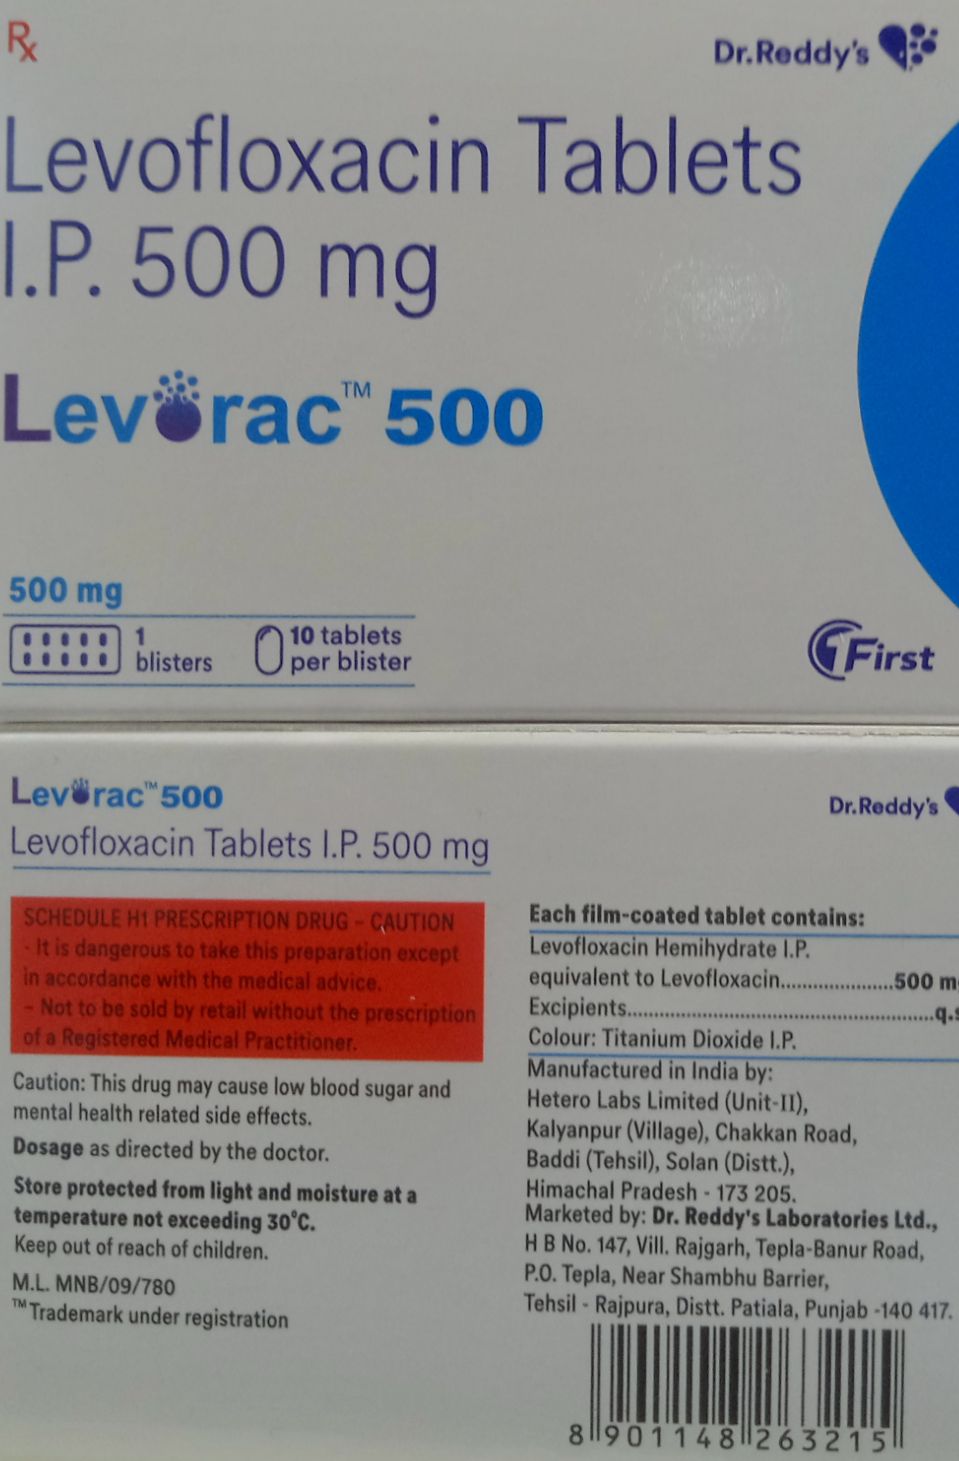 Rx
Dr.Reddy's
Levofloxacin Tablets
I.P. 500 mg
Levorac™ 500
500 mg
1
blisters
10 tablets
per blister
1First
Levorac™ 500
Dr.Reddy's
Levofloxacin Tablets I.P. 500 mg
SCHEDULE H1 PRESCRIPTION DRUG – CAUTION
- It is dangerous to take this preparation except
in accordance with the medical advice.
– Not to be sold by retail without the prescription
of a Registered Medical Practitioner.
Caution: This drug may cause low blood sugar and
mental health related side effects.
Dosage as directed by the doctor.
Store protected from light and moisture at a
temperature not exceeding 30°C.
Keep out of reach of children.
M.L. MNB/09/780
™Trademark under registration
Each film-coated tablet contains:
Levofloxacin Hemihydrate I.P.
equivalent to Levofloxacin....................500 m
Excipients......................................................q.
Colour: Titanium Dioxide I.P.
Manufactured in India by:
Hetero Labs Limited (Unit-II),
Kalyanpur (Village), Chakkan Road,
Baddi (Tehsil), Solan (Distt.),
Himachal Pradesh - 173 205.
Marketed by: Dr. Reddy's Laboratories Ltd.,
H B No. 147, Vill. Rajgarh, Tepla-Banur Road,
P.O. Tepla, Near Shambhu Barrier,
Tehsil - Rajpura, Distt. Patiala, Punjab -140 417.
8 901148 263215